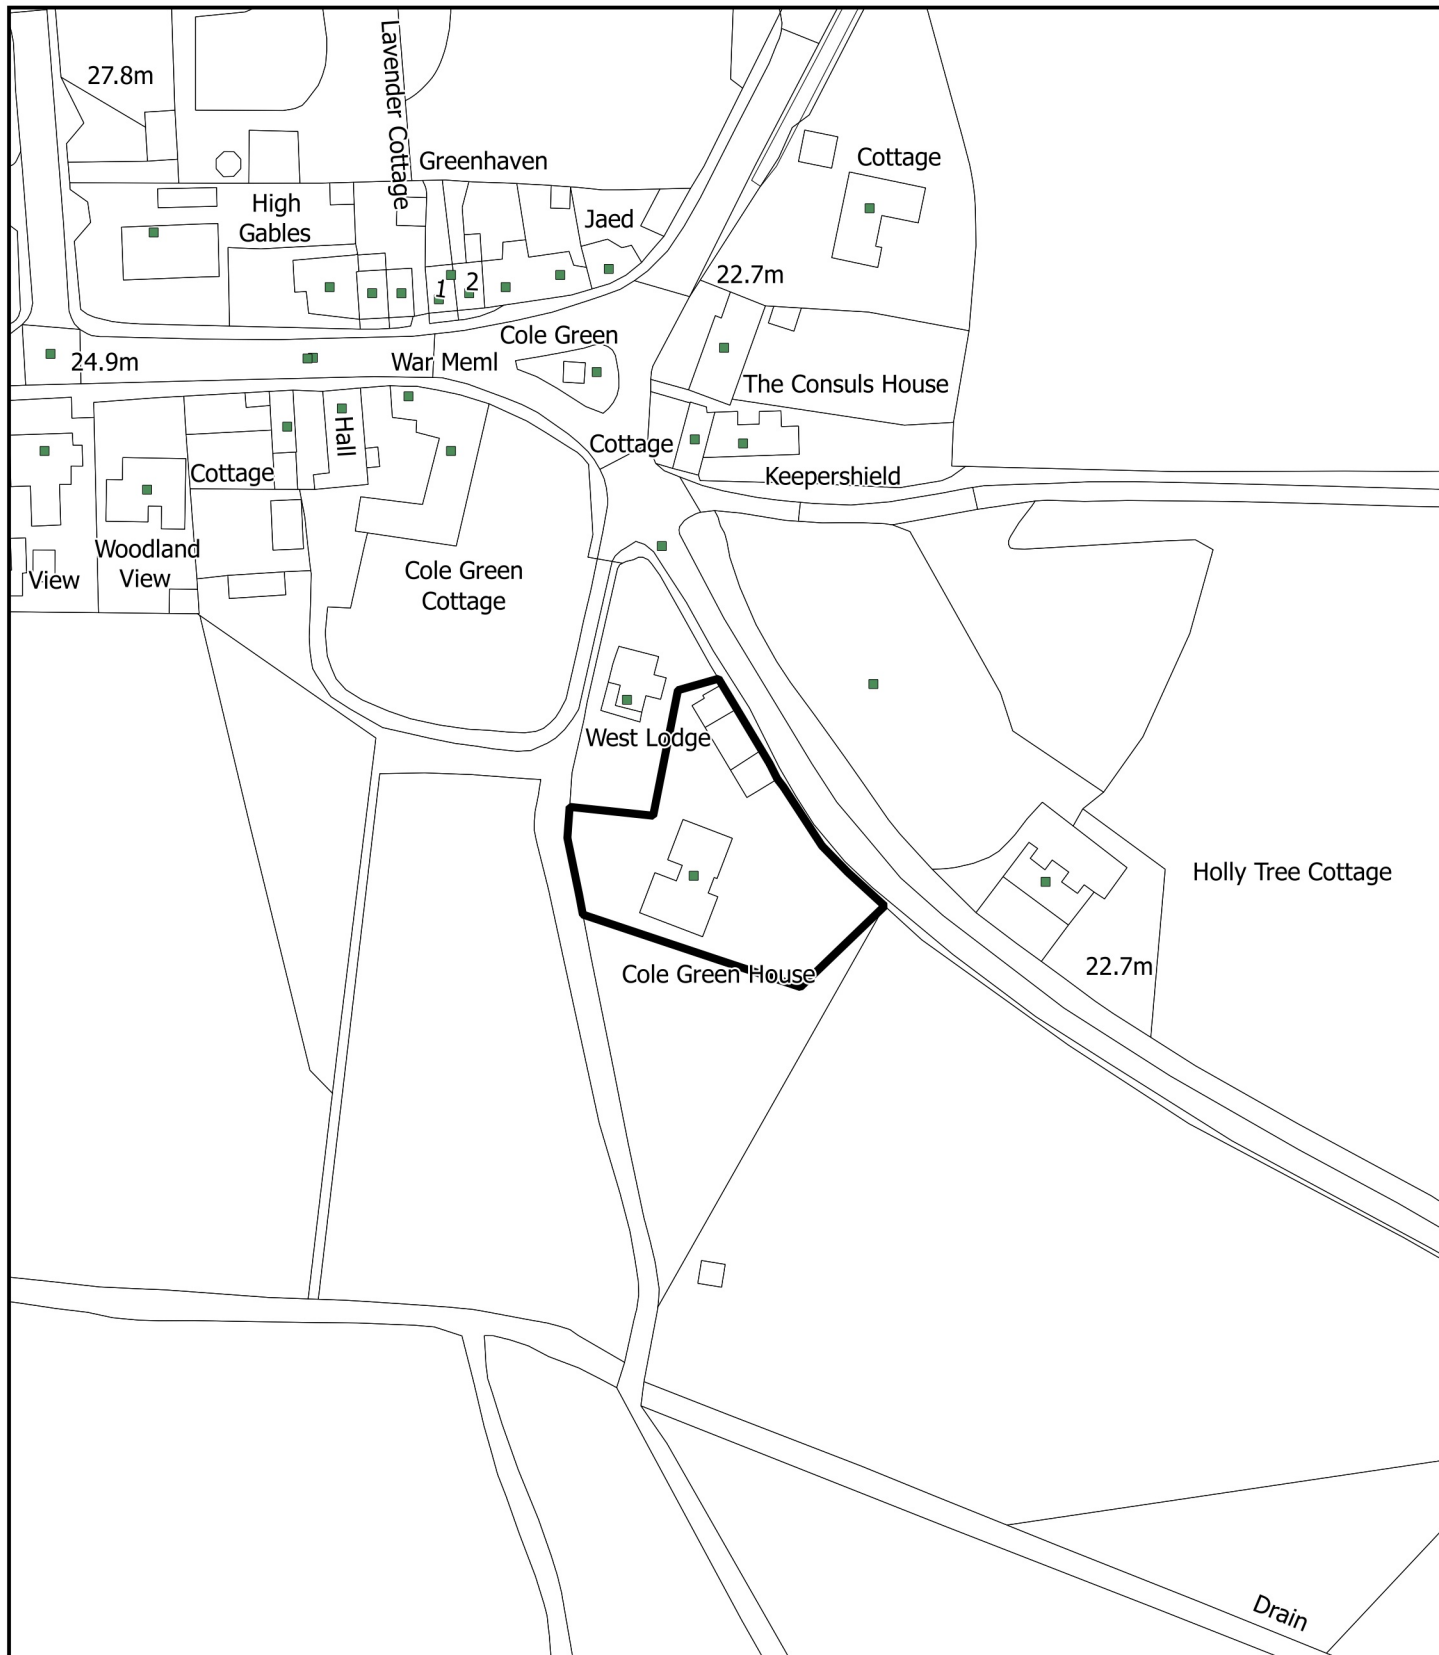 27.8m
Lavender Cottage
Greenhaven
Cottage
High
Gables
Jaed
22.7m
1
2
Cole Green
24.9m
War Meml
The Consuls House
Hall
Cottage
Cottage
Keepershield
Woodland
View
View
Cole Green
Cottage
West Lodge
Holly Tree Cottage
Cole Green House
22.7m
Drain